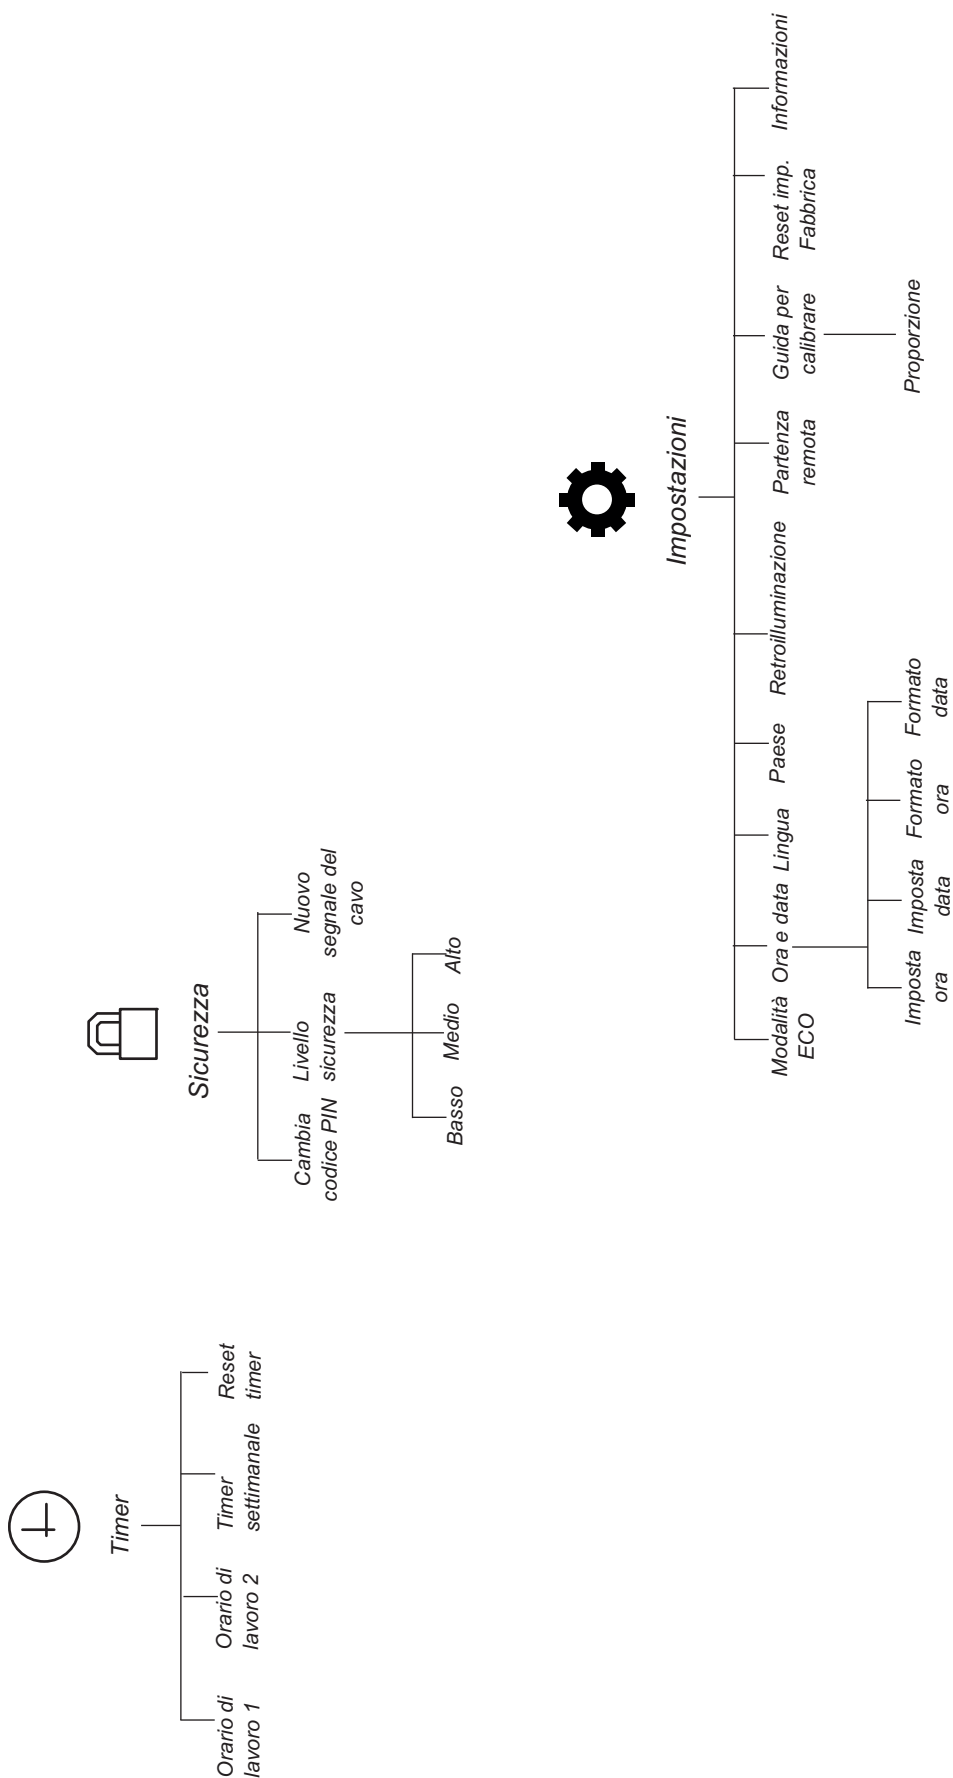 Timer
Orario di
lavoro 1
Orario di
lavoro 2
Timer
settimanale
Reset
timer
Sicurezza
Cambia
codice PIN
Livello
sicurezza
Nuovo
segnale del
cavo
Basso
Medio
Alto
Impostazioni
Modalità
ECO
Ora e data
Lingua
Paese
Retroilluminazione
Partenza
remota
Guida per
calibrare
Reset imp.
Fabbrica
Informazioni
Imposta
ora
Imposta
data
Formato
ora
Formato
data
Proporzione